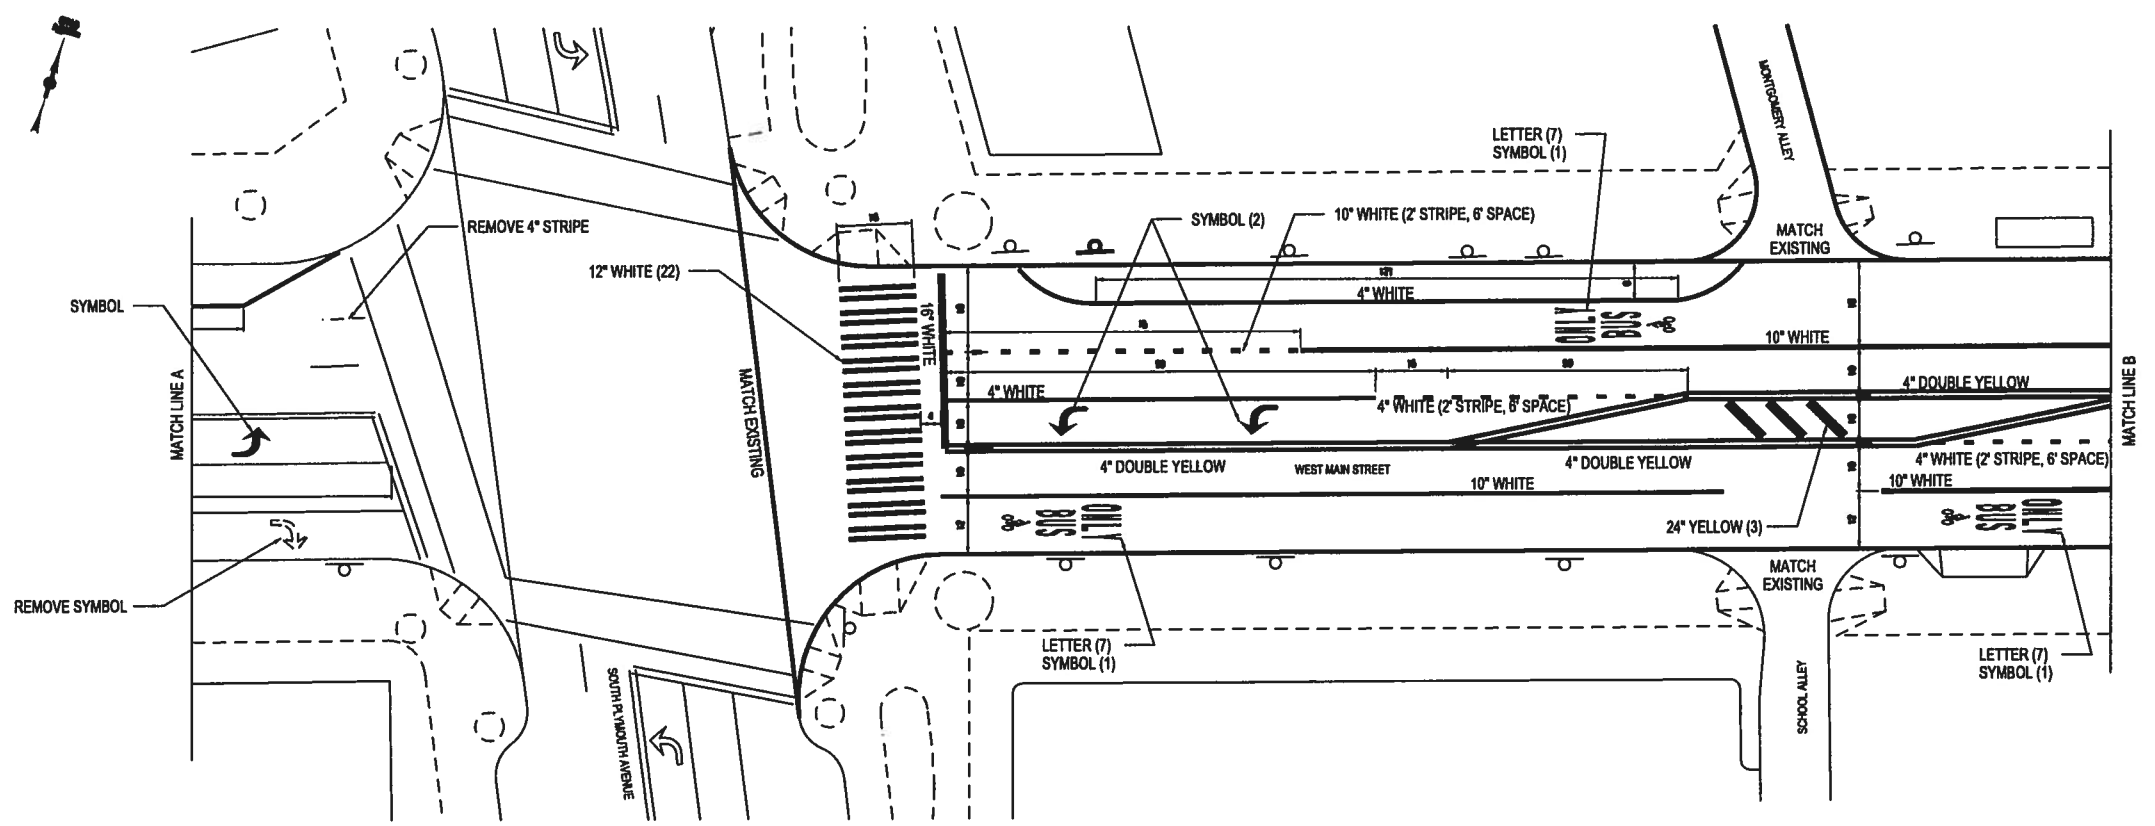 LETTER (7)
SYMBOL (1)
MONTGOMERY ALLEY
REMOVE 4" STRIPE
SYMBOL (2)
10" WHITE (2' STRIPE, 6' SPACE)
MATCH
EXISTING
12" WHITE (22)
SYMBOL
4" WHITE
16" WHITE
ONLY
BUS
10" WHITE
MATCH LINE A
MATCH EXISTING
4" WHITE
4" WHITE (2' STRIPE, 6' SPACE)
4" DOUBLE YELLOW
MATCH LINE B
4" DOUBLE YELLOW
WEST MAIN STREET
4" DOUBLE YELLOW
4" WHITE (2' STRIPE, 6' SPACE)
10" WHITE
10" WHITE
BUS
ONLY
24" YELLOW (3)
BUS
ONLY
REMOVE SYMBOL
MATCH
EXISTING
LETTER (7)
SYMBOL (1)
LETTER (7)
SYMBOL (1)
SOUTH PLYMOUTH AVENUE
SCHOOL ALLEY